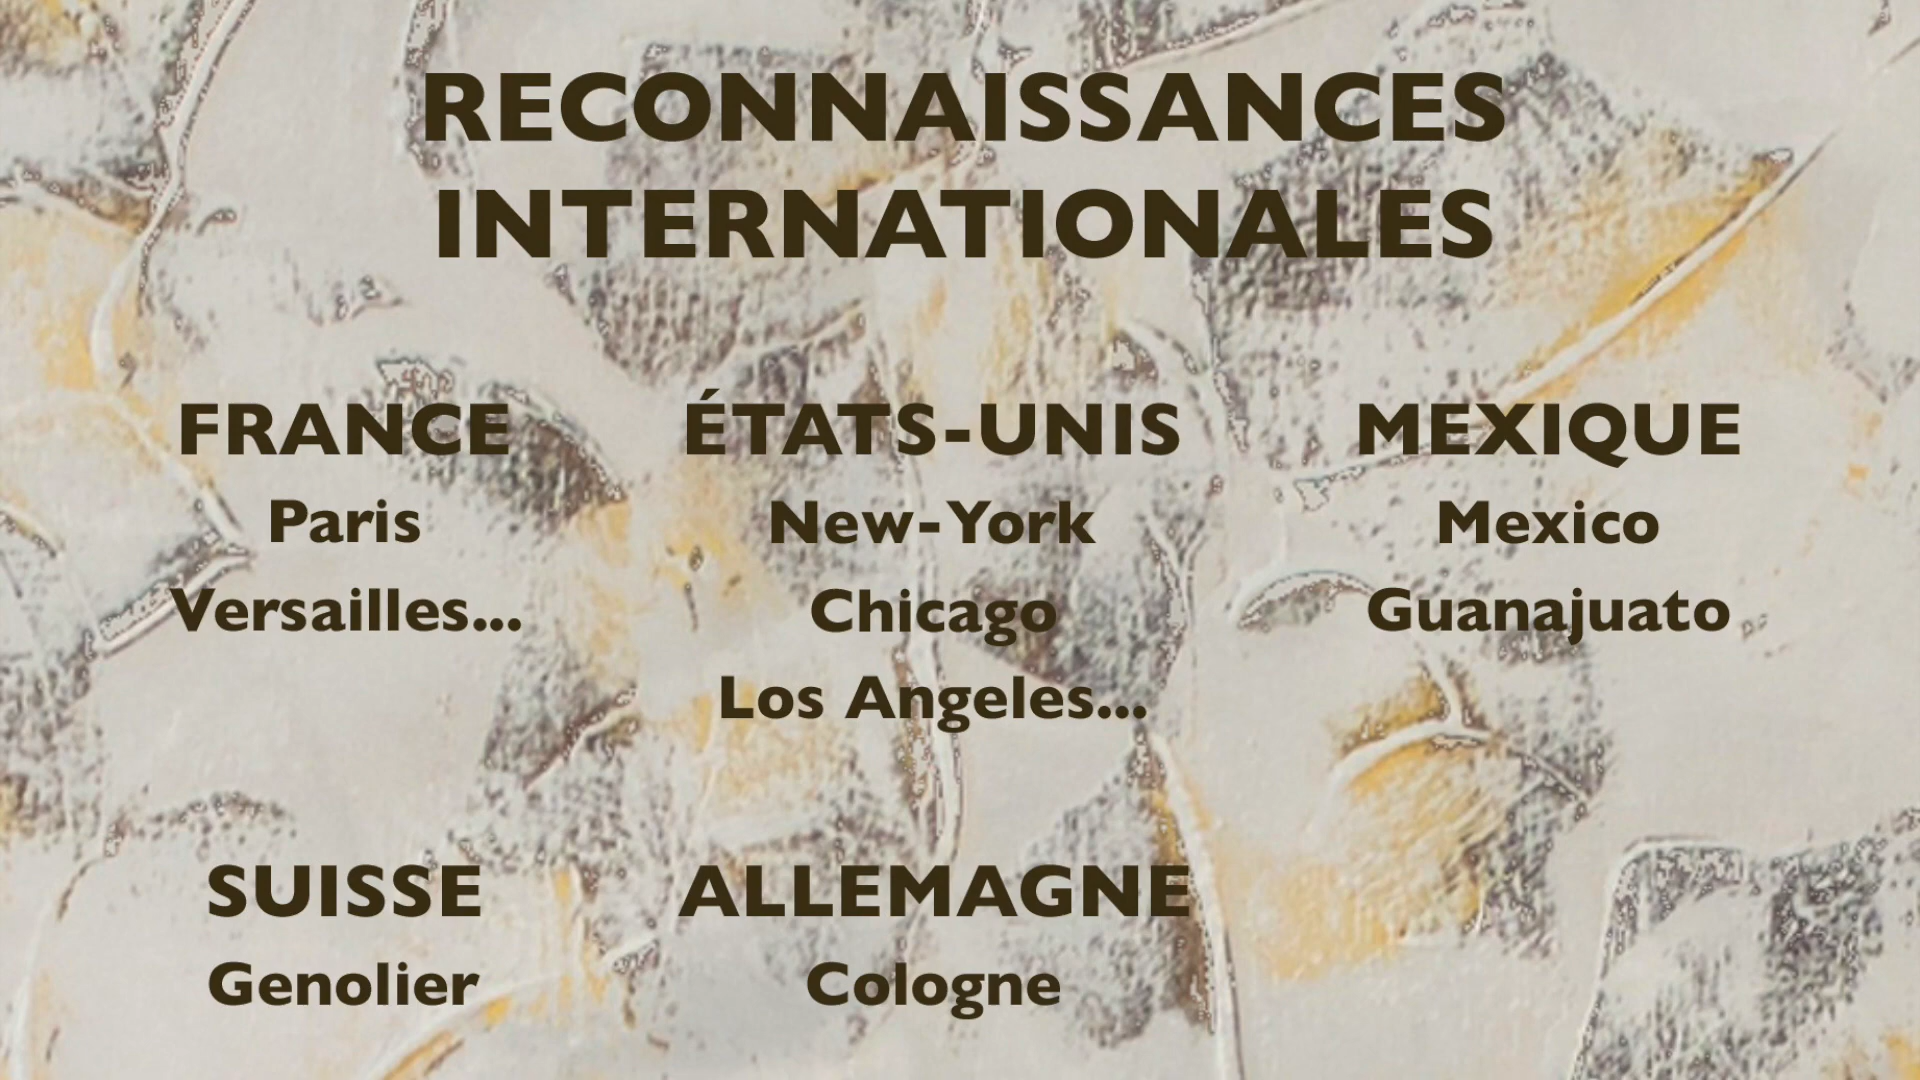 RECONNAISSANCES
INTERNATIONALES
FRANCE
Paris
Versailles...
ÉTATS-UNIS
New-York
Chicago
Los Angeles...
MEXIQUE
Mexico
Guanajuato
SUISSE
Genolier
ALLEMAGNE
Cologne